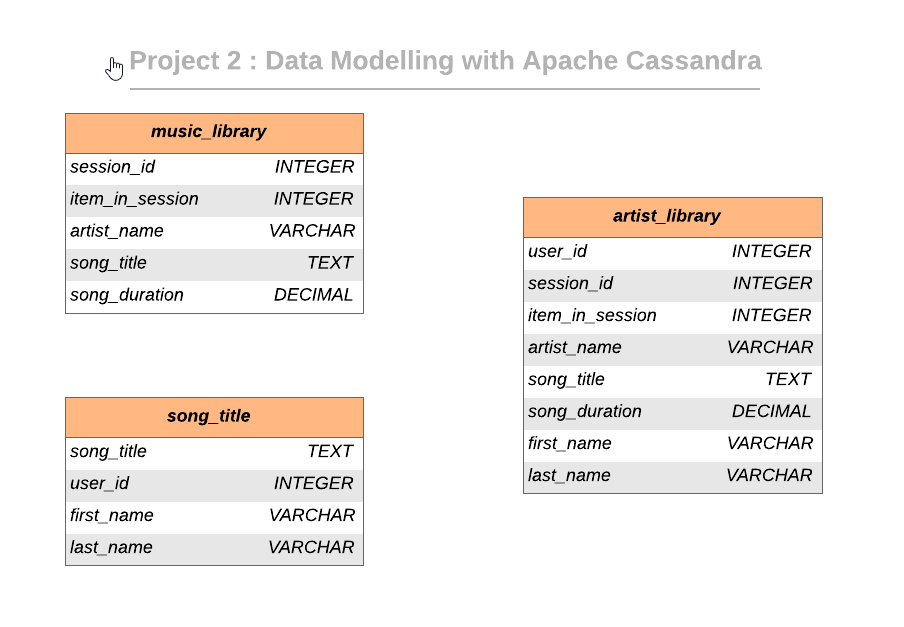 Project 2 : Data Modelling with Apache Cassandra
music_library
session_id INTEGER
item_in_session INTEGER
artist_name VARCHAR
song_title TEXT
song_duration DECIMAL
song_title
song_title TEXT
user_id INTEGER
first_name VARCHAR
last_name VARCHAR
artist_library
user_id INTEGER
session_id INTEGER
item_in_session INTEGER
artist_name VARCHAR
song_title TEXT
song_duration DECIMAL
first_name VARCHAR
last_name VARCHAR